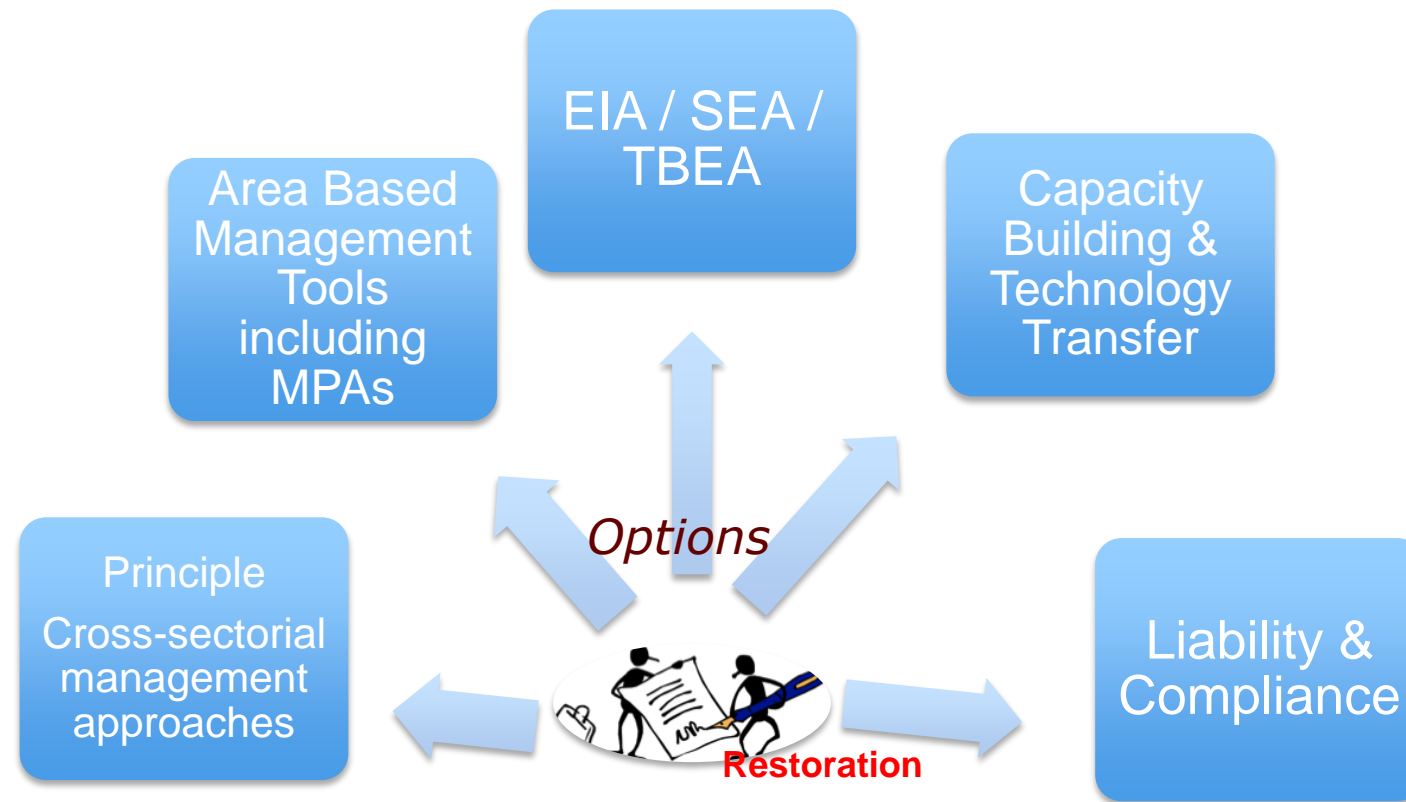 EIA / SEA /
TBEA
Area Based
Management
Tools
including
MPAs
Capacity
Building &
Technology
Transfer
Options
Principle
Cross-sectorial
management
approaches
Liability &
Compliance
Restoration